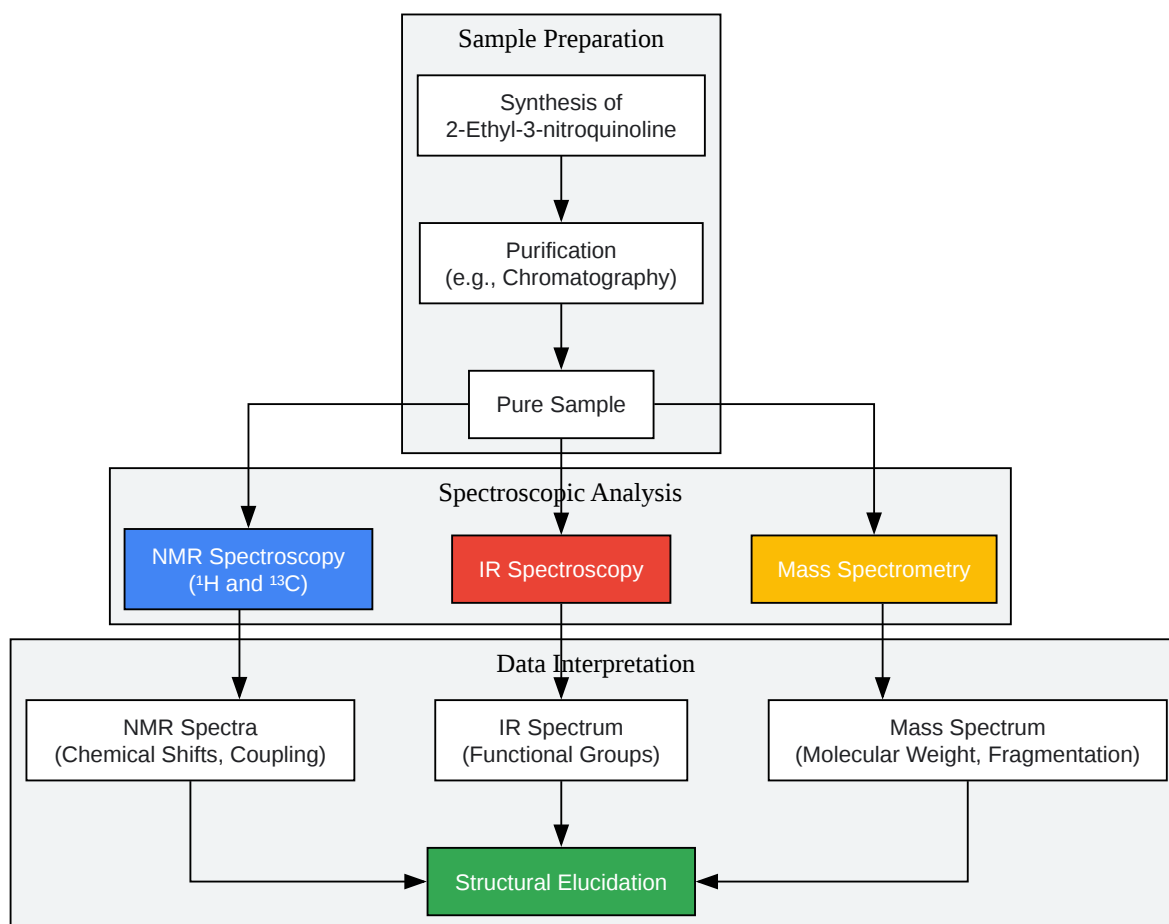 Sample Preparation
Synthesis of
2-Ethyl-3-nitroquinoline
Purification
(e.g., Chromatography)
Pure Sample
Spectroscopic Analysis
NMR Spectroscopy
(¹H and ¹³C)
IR Spectroscopy
Mass Spectrometry
Data Interpretation
NMR Spectra
(Chemical Shifts, Coupling)
IR Spectrum
(Functional Groups)
Mass Spectrum
(Molecular Weight, Fragmentation)
Structural Elucidation